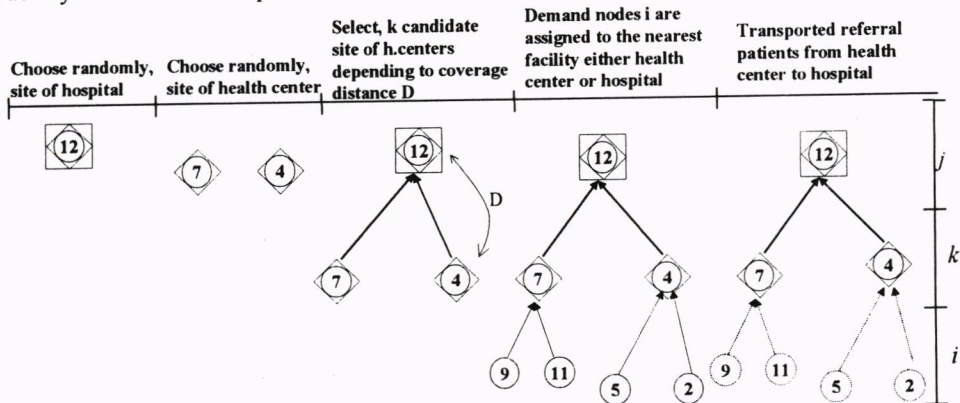 Choose randomly,
site of hospital
Choose randomly,
site of health center
Select, k candidate
site of h.centers
depending to coverage
distance D
Demand nodes i are
assigned to the nearest
facility either health
center or hospital
Transported referral
patients from health
center to hospital
12
7
4
12
D
7
4
12
7
4
9
11
5
2
12
7
4
9
11
5
2
j
k
i